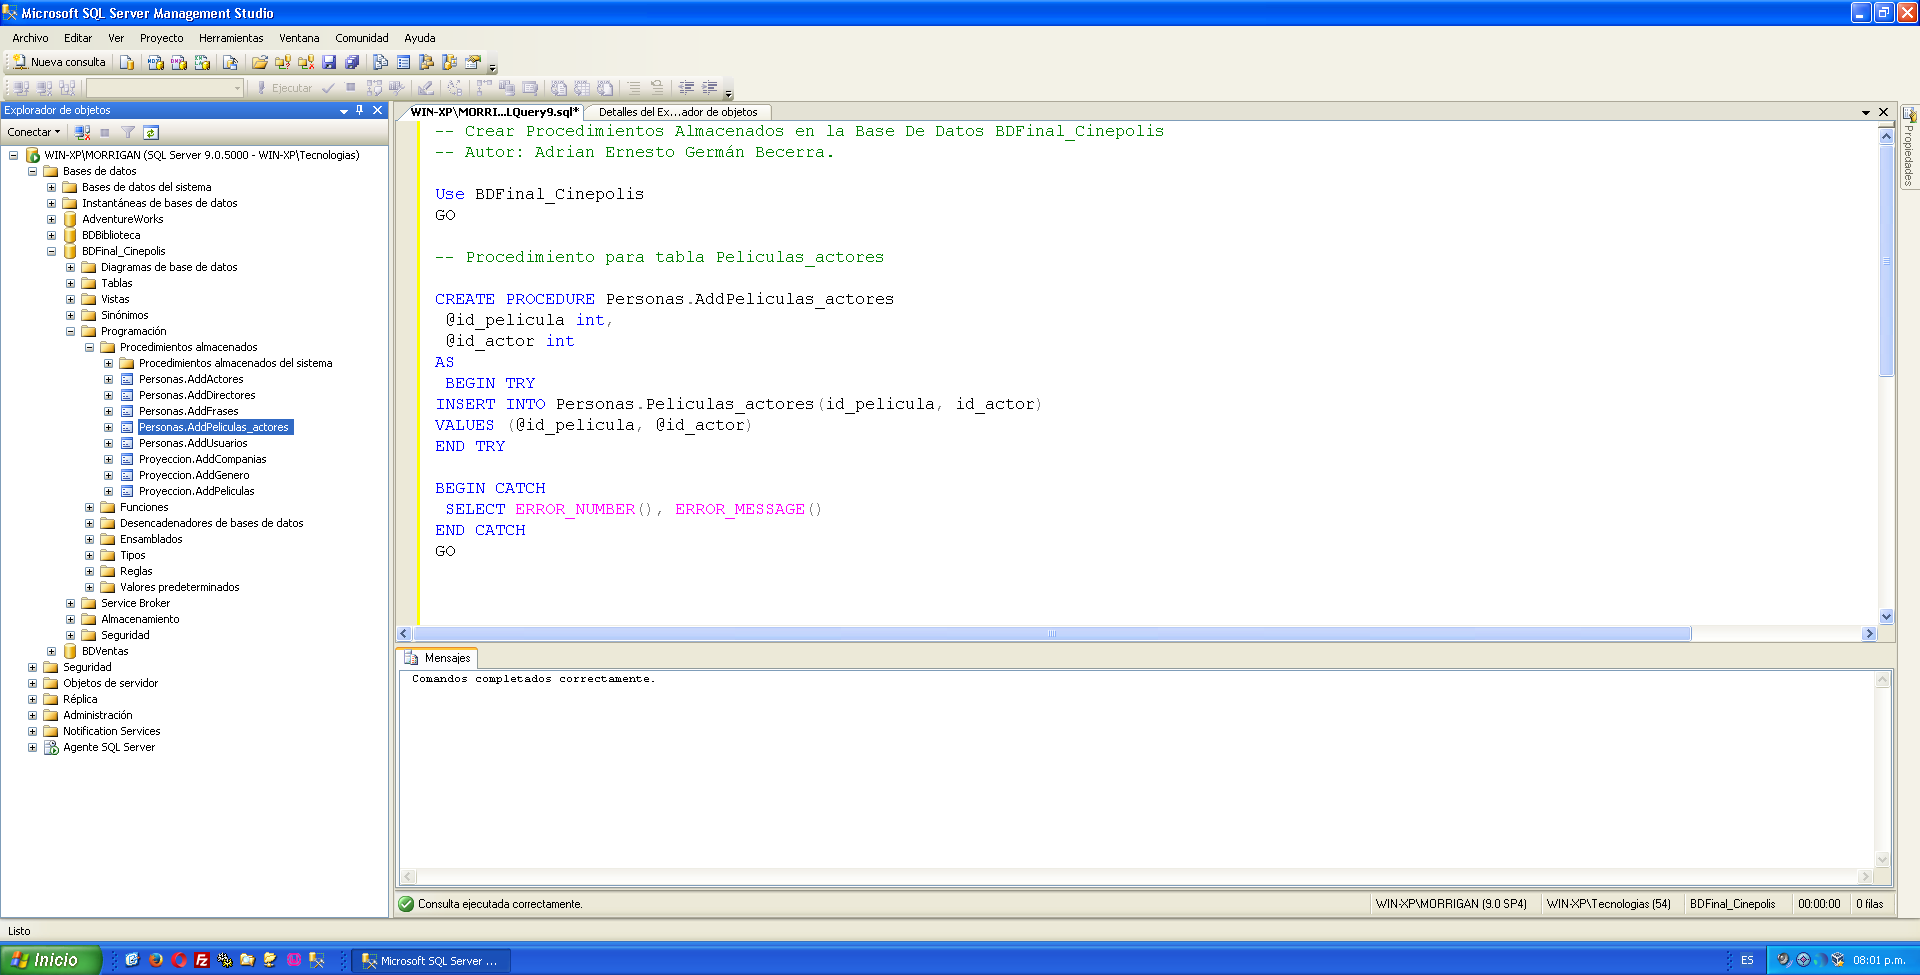 Microsoft SQL Server Management Studio
Archivo Editar Ver Proyecto Herramientas Ventana Comunidad Ayuda
Nueva consulta
Ejecutar
Explorador de objetos
Conectar
WIN-XP\MORRIGAN (SQL Server 9.0.5000 - WIN-XP\Tecnologias)
Bases de datos
Bases de datos del sistema
Instantáneas de bases de datos
AdventureWorks
BDBiblioteca
BDFinal_Cinepolis
Diagramas de base de datos
Tablas
Vistas
Sinónimos
Programación
Procedimientos almacenados
Procedimientos almacenados del sistema
Personas.AddActores
Personas.AddDirectores
Personas.AddFrases
Personas.AddPeliculas_actores
Personas.AddUsuarios
Proyeccion.AddCompanias
Proyeccion.AddGenero
Proyeccion.AddPeliculas
Funciones
Desencadenadores de bases de datos
Ensamblados
Tipos
Reglas
Valores predeterminados
Service Broker
Almacenamiento
Seguridad
BDVentas
Seguridad
Objetos de servidor
Réplica
Administración
Notification Services
Agente SQL Server
WIN-XP\MORRI...LQuery9.sql* Detalles del Ex...ador de objetos
-- Crear Procedimientos Almacenados en la Base De Datos BDFinal_Cinepolis
-- Autor: Adrian Ernesto Germán Becerra.
Use BDFinal_Cinepolis
GO
-- Procedimiento para tabla Peliculas_actores
CREATE PROCEDURE Personas.AddPeliculas_actores
@id_pelicula int,
@id_actor int
AS
BEGIN TRY
INSERT INTO Personas.Peliculas_actores(id_pelicula, id_actor)
VALUES (@id_pelicula, @id_actor)
END TRY
BEGIN CATCH
SELECT ERROR_NUMBER(), ERROR_MESSAGE()
END CATCH
GO
Propiedades
Mensajes
Comandos completados correctamente.
Consulta ejecutada correctamente. WIN-XP\MORRIGAN (9.0 SP4) WIN-XP\Tecnologias (54) BDFinal_Cinepolis 00:00:00 0 filas
Listo
Inicio Microsoft SQL Server ... ES 08:01 p.m.